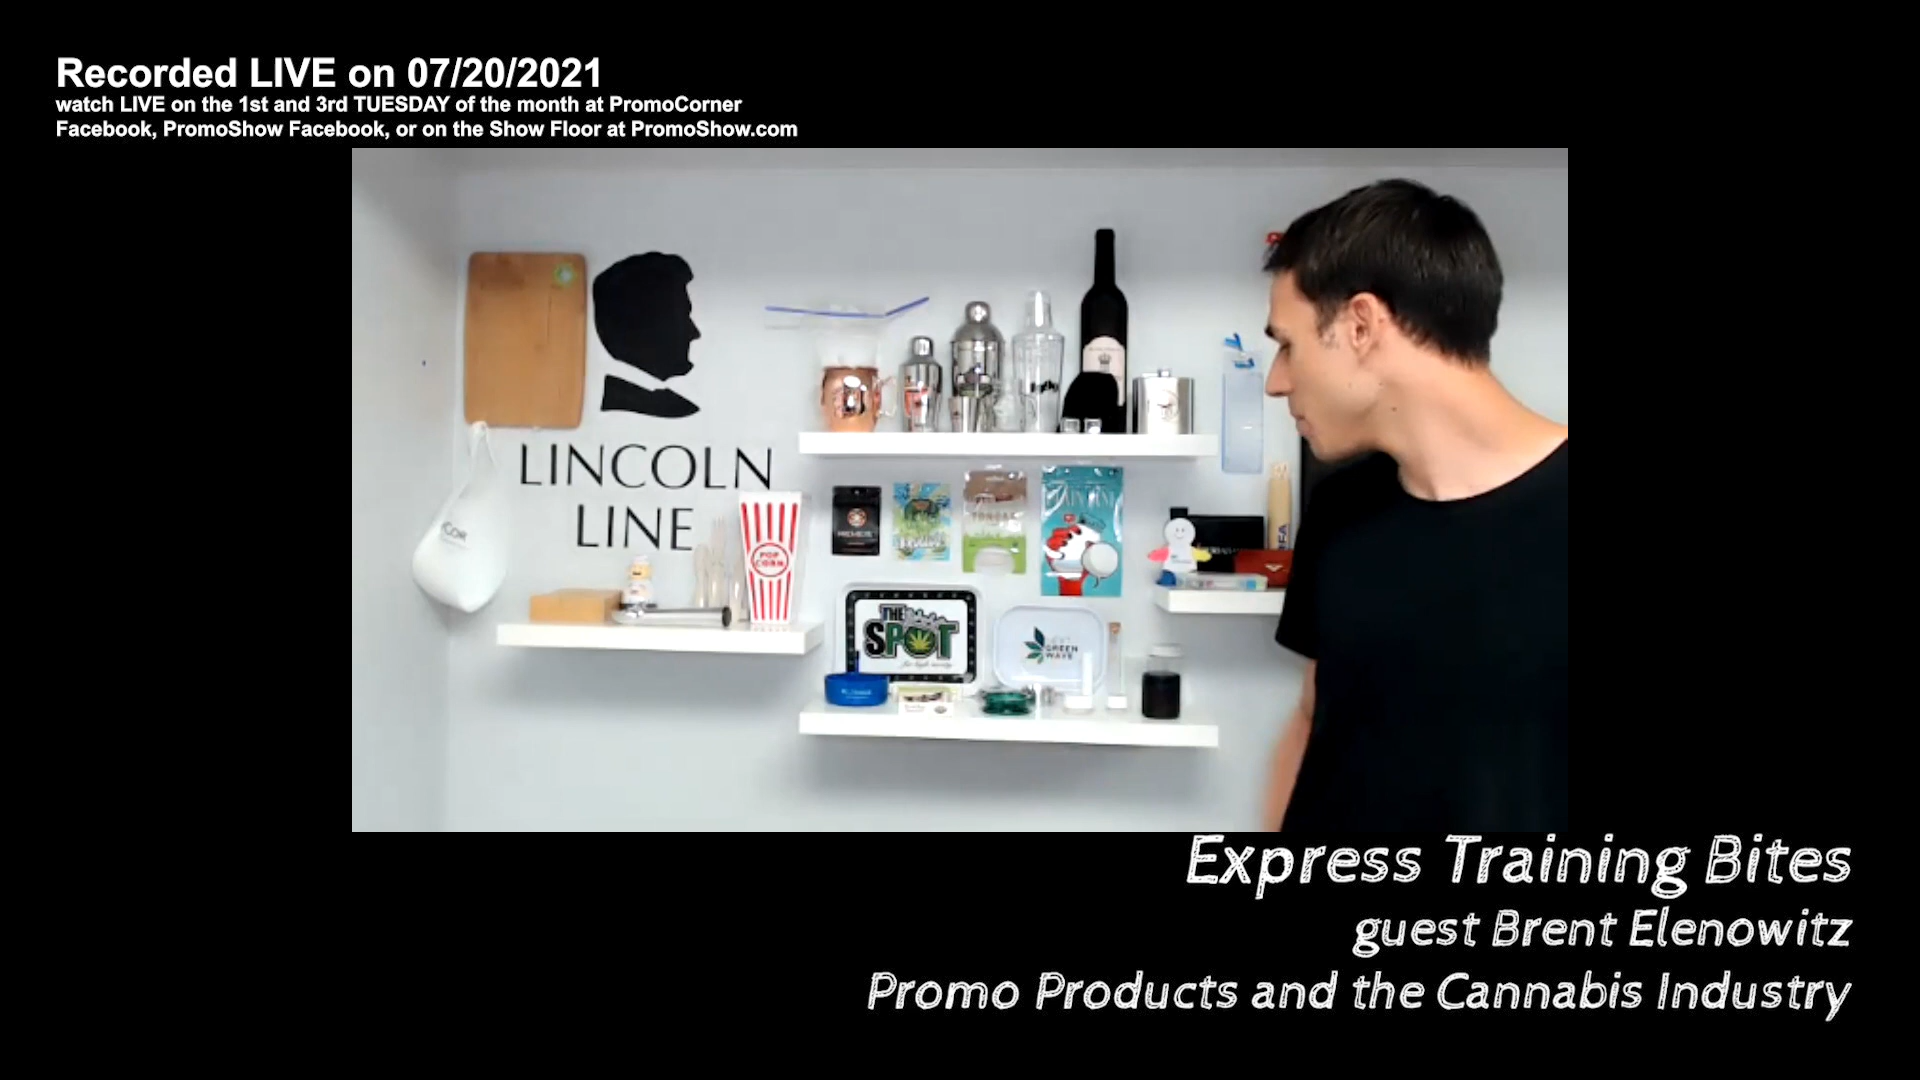 Recorded LIVE on 07/20/2021
watch LIVE on the 1st and 3rd TUESDAY of the month at PromoCorner
Facebook, PromoShow Facebook, or on the Show Floor at PromoShow.com
LINCOLN
LINE
POP
CORN
THE
SPOT
GREEN
WAVE
Express Training Bites
guest Brent Elenowitz
Promo Products and the Cannabis Industry